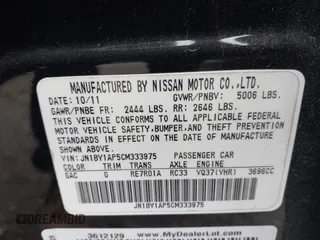 MANUFACTURED BY NISSAN MOTOR CO.,LTD.
DATE: 10/11 GVWR/PNBV: 5006 LBS.
GAWR/PNBE FR: 2444 LBS. RR: 2646 LBS.
THIS VEHICLE CONFORMS TO ALL APPLICABLE FEDERAL
MOTOR VEHICLE SAFETY,BUMPER,AND THEFT PREVENTION
STANDARDS IN EFFECT ON THE DATE OF MANUFACTURE
SHOWN ABOVE.
VIN:JN1BY1AP5CM333975 PASSENGER CAR
COLOR TRIM TRANS AXLE ENGINE
GAC G RE7R01A RC33 VQ37(VHR) 3696CC
JN1BY1AP5CM333975
3612129 www.MyDealerLot.com